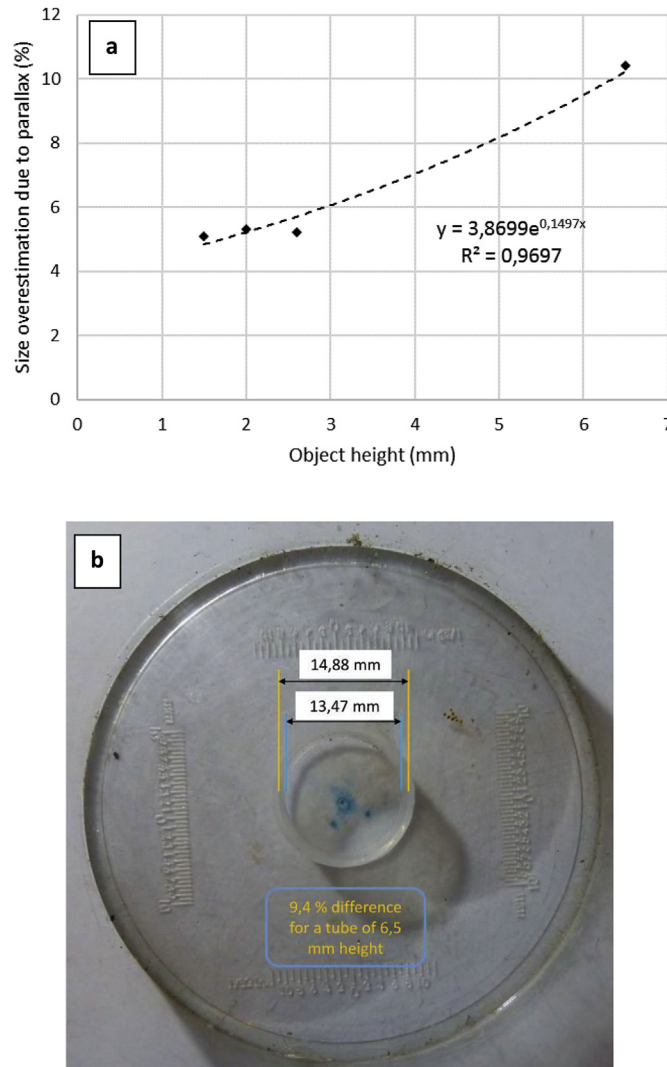 a
Size overestimation due to parallax (%)
12
10
8
6
4
2
0
y = 3,8699e^0,1497x
R² = 0,9697
0 1 2 3 4 5 6 7
Object height (mm)
b
14,88 mm
13,47 mm
9,4 % difference
for a tube of 6,5
mm height